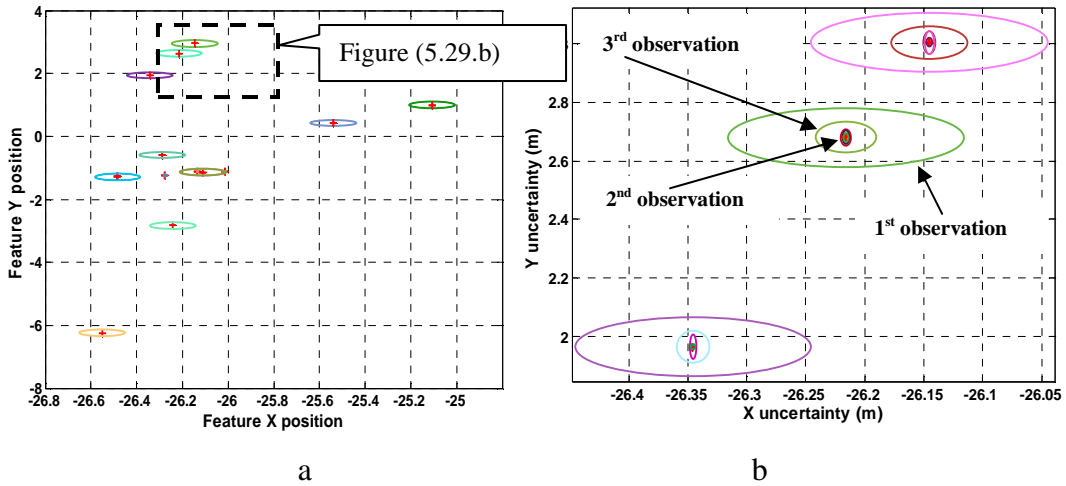 4
2
0
-2
-4
-6
-8
-26.8 -26.6 -26.4 -26.2 -26 -25.8 -25.6 -25.4 -25.2 -25
Feature X position
Feature Y position
Figure (5.29.b)
a
3rd observation
2nd observation
1st observation
2.8
2.6
2.4
2.2
2
-26.4 -26.35 -26.3 -26.25 -26.2 -26.15 -26.1 -26.05
X uncertainty (m)
Y uncertainty (m)
b